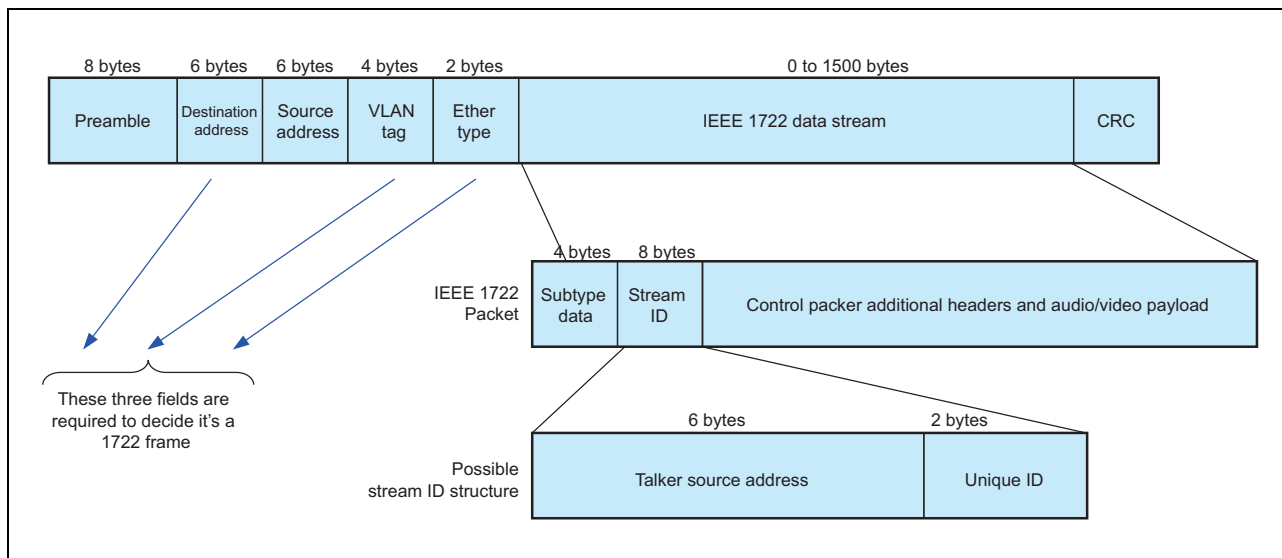 8 bytes 6 bytes 6 bytes 4 bytes 2 bytes 0 to 1500 bytes
Preamble
Destination
address
Source
address
VLAN
tag
Ether
type
IEEE 1722 data stream
CRC
4 bytes 8 bytes
IEEE 1722
Packet
Subtype
data
Stream
ID
Control packer additional headers and audio/video payload
These three fields are
required to decide it's a
1722 frame
6 bytes 2 bytes
Possible
stream ID structure
Talker source address
Unique ID